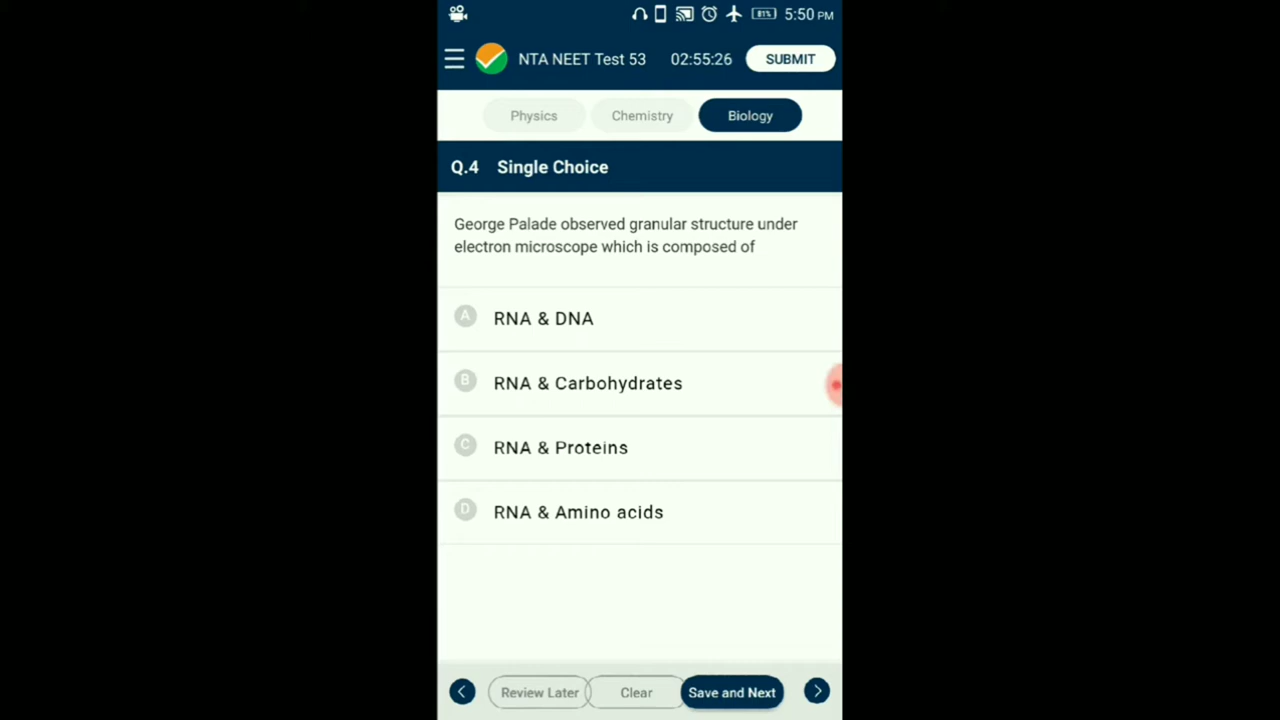 81% 5:50 PM
NTA NEET Test 53 02:55:26 SUBMIT
Physics Chemistry Biology
Q.4 Single Choice
George Palade observed granular structure under
electron microscope which is composed of
A RNA & DNA
B RNA & Carbohydrates
C RNA & Proteins
D RNA & Amino acids
Review Later Clear Save and Next